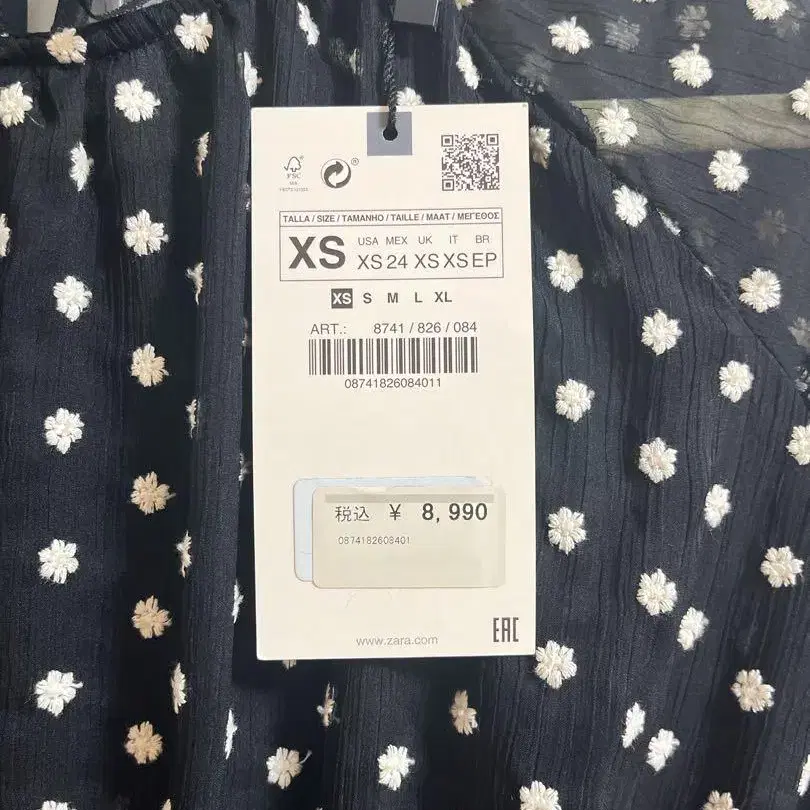 FSC
TALLA / SIZE / TAMANHO / TAILLE / MAAT / ΜΕΓΕΘΟΣ
XS
USA MEX UK IT BR
XS 24 XS XS EP
XS S M L XL
ART.: 8741 / 826 / 084
08741826084011
税込 ¥ 8,990
0874182608401
www.zara.com
EAC